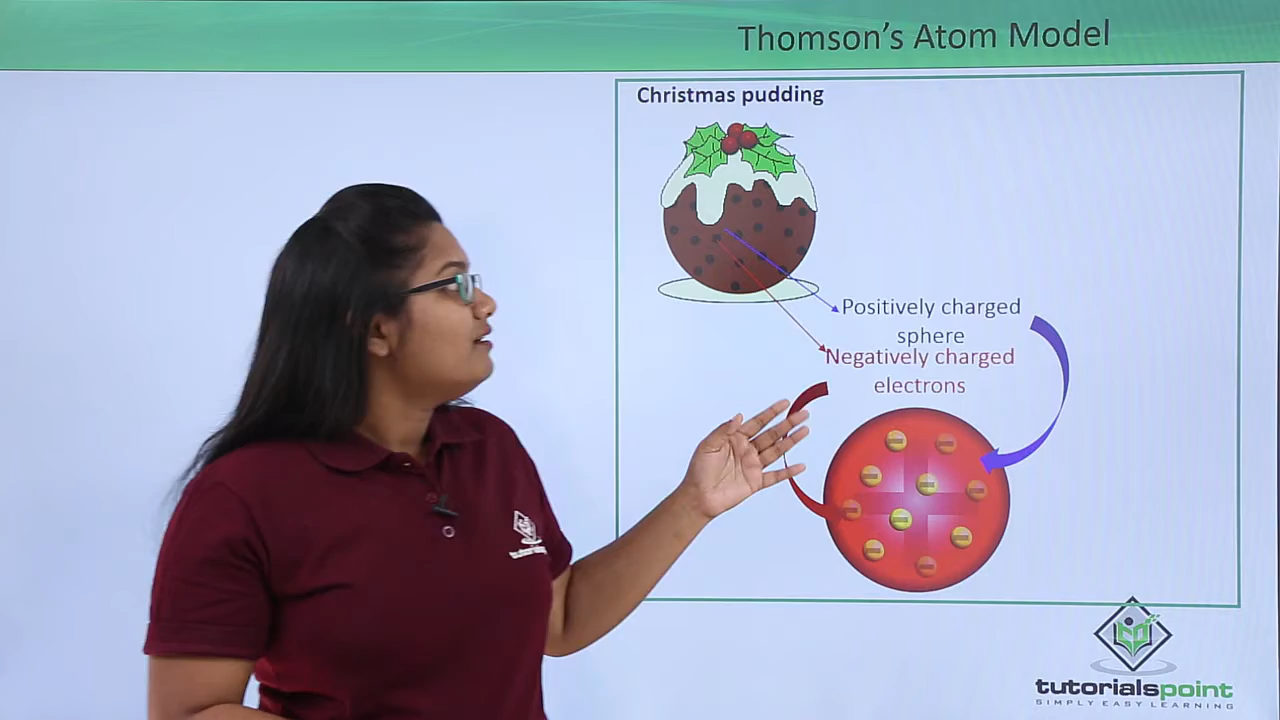 Thomson's Atom Model
Christmas pudding
Positively charged
sphere
Negatively charged
electrons
tutorialspoint
SIMPLY EASY LEARNING